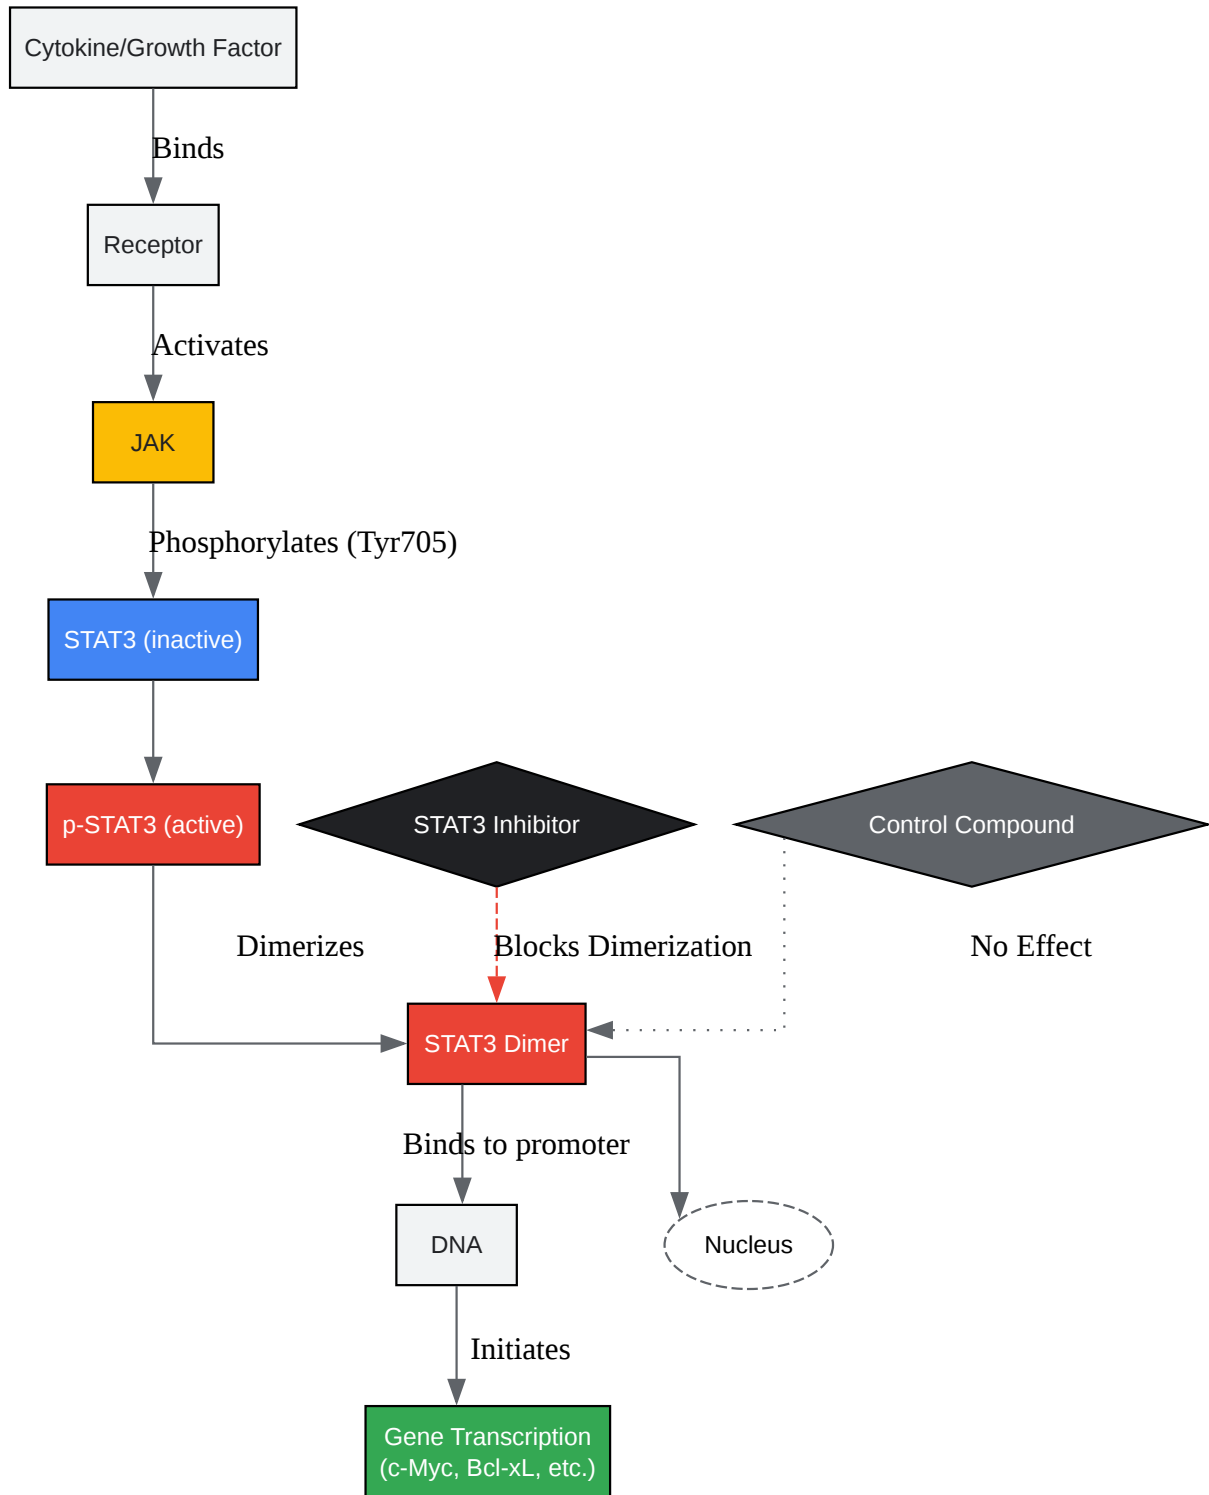 Cytokine/Growth Factor
Binds
Receptor
Activates
JAK
Phosphorylates (Tyr705)
STAT3 (inactive)
p-STAT3 (active)
STAT3 Inhibitor
Control Compound
Dimerizes
Blocks Dimerization
No Effect
STAT3 Dimer
Binds to promoter
DNA
Nucleus
Initiates
Gene Transcription
(c-Myc, Bcl-xL, etc.)